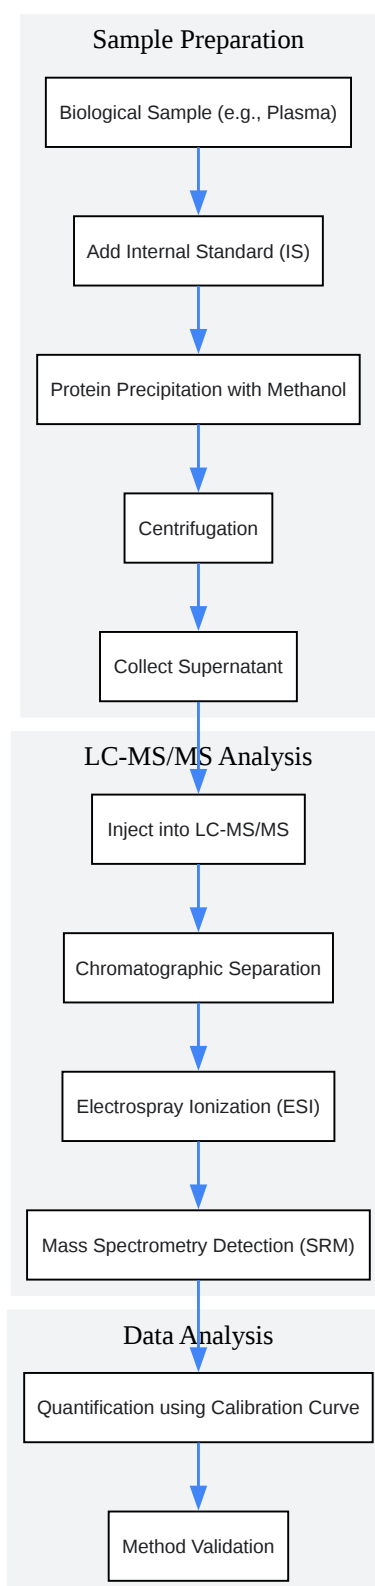 Sample Preparation
Biological Sample (e.g., Plasma)
Add Internal Standard (IS)
Protein Precipitation with Methanol
Centrifugation
Collect Supernatant
LC-MS/MS Analysis
Inject into LC-MS/MS
Chromatographic Separation
Electrospray Ionization (ESI)
Mass Spectrometry Detection (SRM)
Data Analysis
Quantification using Calibration Curve
Method Validation